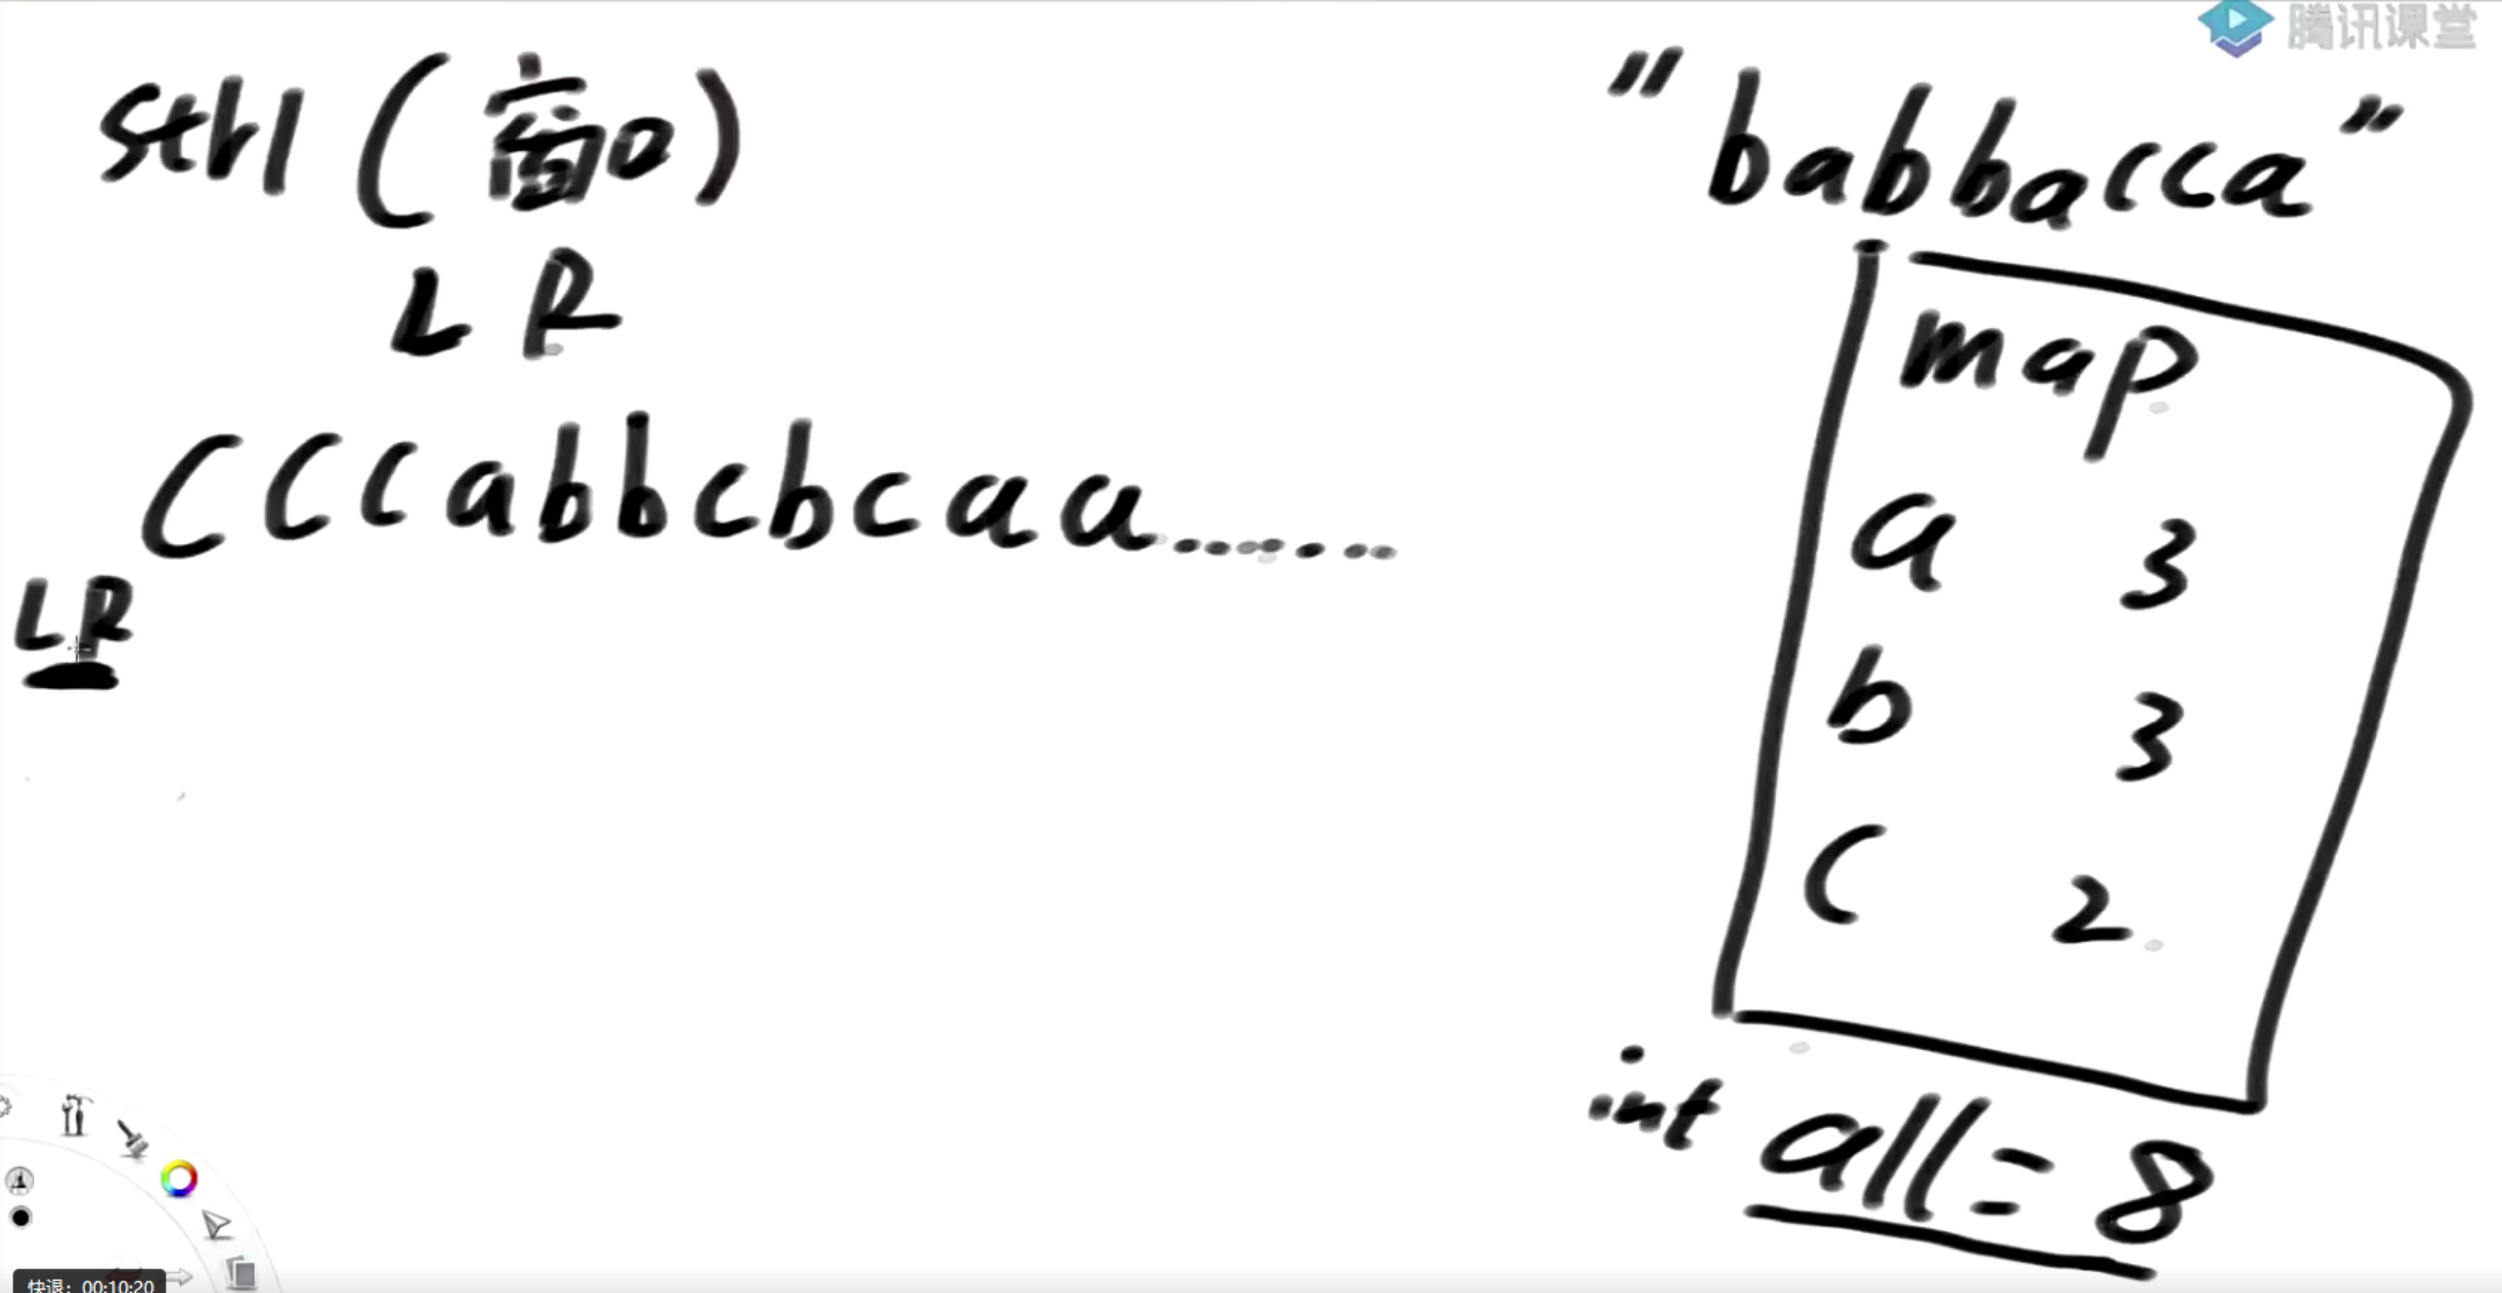 腾讯课堂
str1 (窗口)
"babbacca"
L R
map
cccabbcbcaa........
a 3
L R
b 3
c 2
int all = 8
快退: 00:10:20